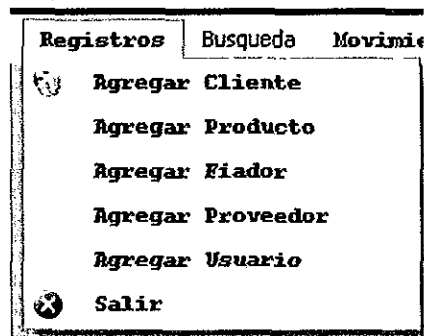 Registros Busqueda
Agregar Cliente
Agregar Producto
Agregar Fiador
Agregar Proveedor
Agregar Usuario
Salir